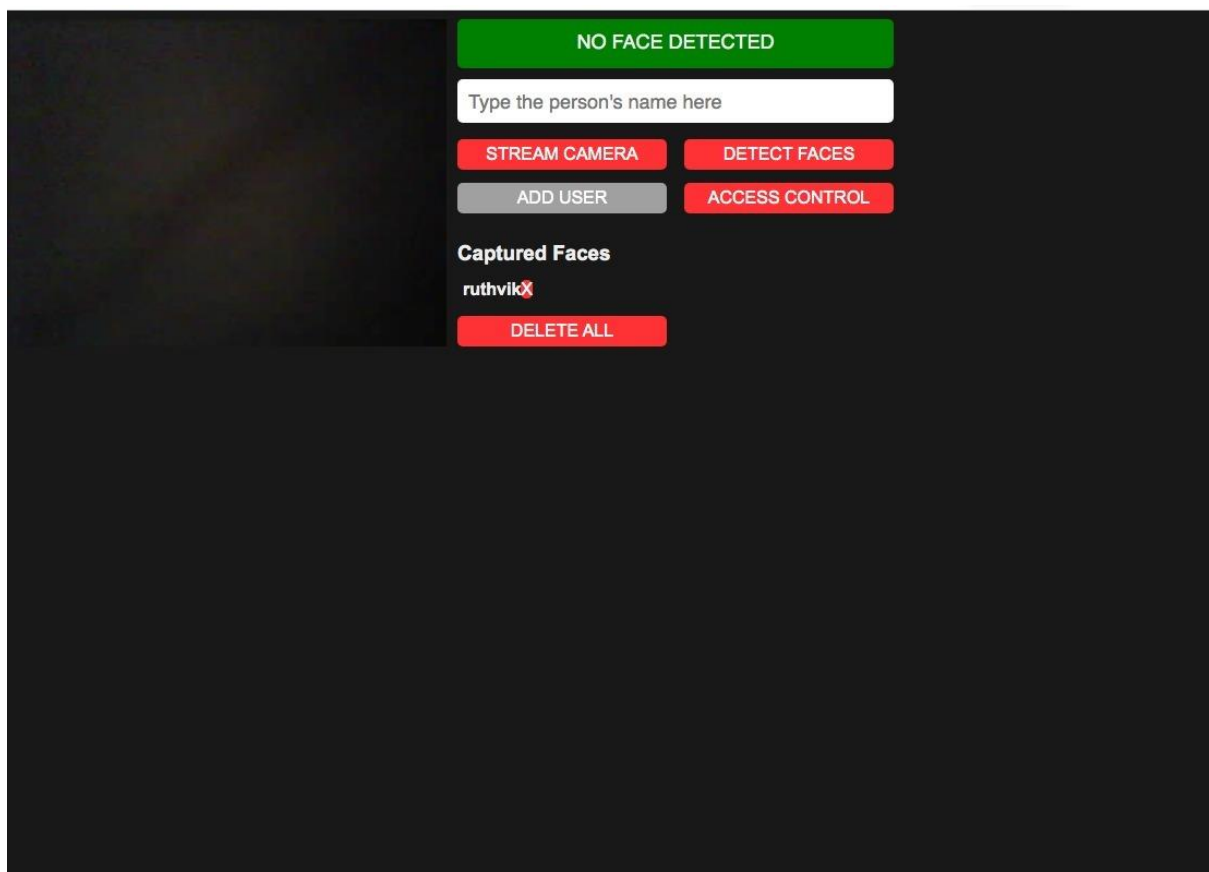 NO FACE DETECTED
Type the person's name here
STREAM CAMERA DETECT FACES
ADD USER ACCESS CONTROL
Captured Faces
ruthvikX
DELETE ALL